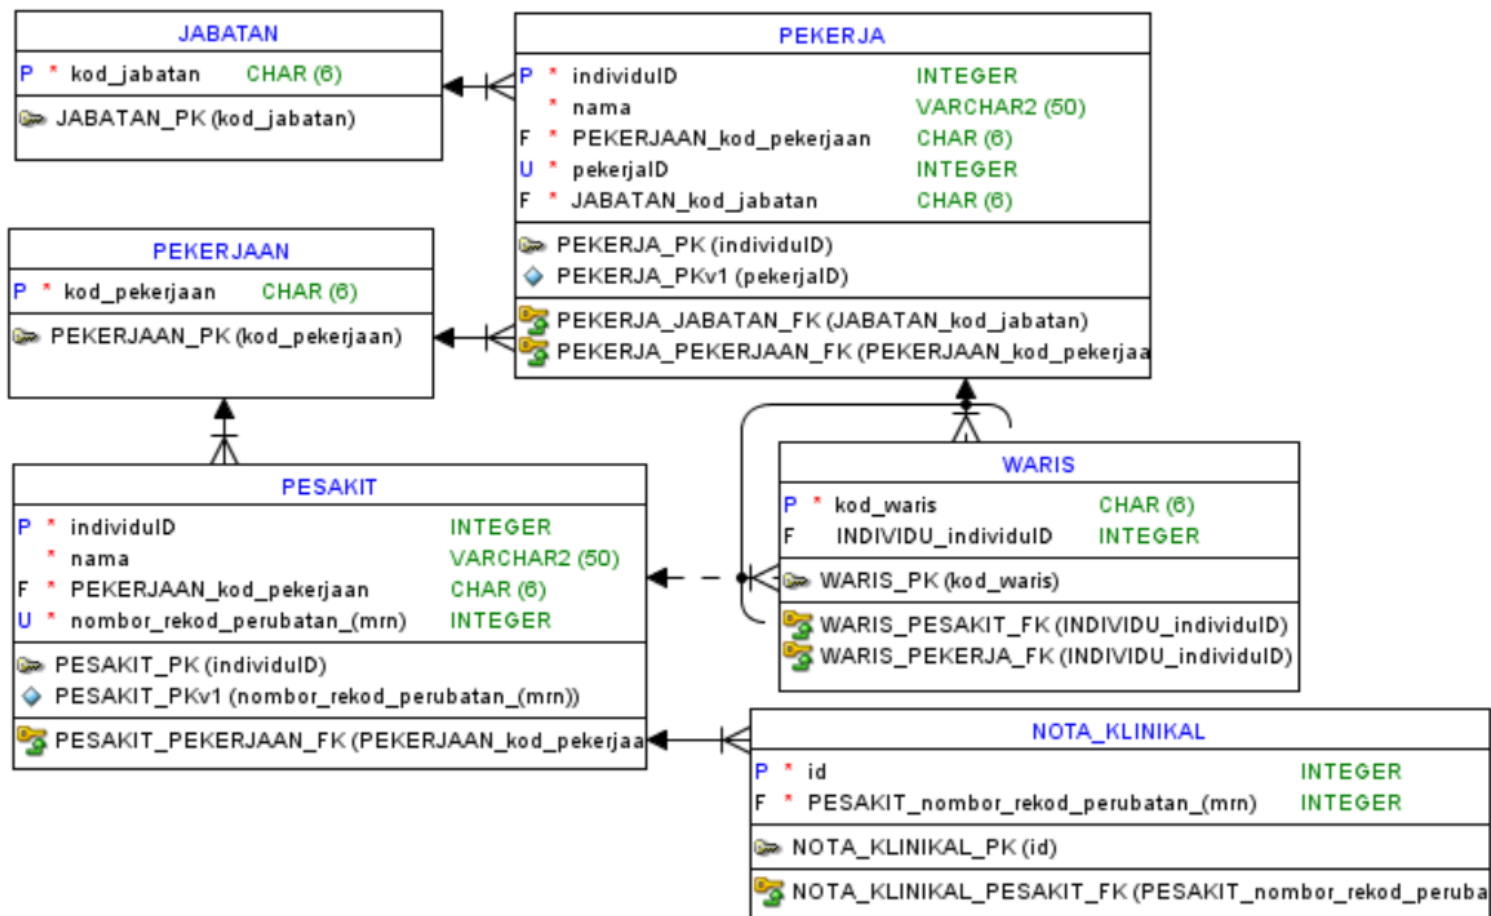 JABATAN
P * kod_jabatan CHAR (6)
JABATAN_PK (kod_jabatan)
PEKERJA
P * individuID INTEGER
* nama VARCHAR2 (50)
F * PEKERJAAN_kod_pekerjaan CHAR (6)
U * pekerjaID INTEGER
F * JABATAN_kod_jabatan CHAR (6)
PEKERJA_PK (individuID)
PEKERJA_PKv1 (pekerjaID)
PEKERJA_JABATAN_FK (JABATAN_kod_jabatan)
PEKERJA_PEKERJAAN_FK (PEKERJAAN_kod_pekerjaa
PEKERJAAN
P * kod_pekerjaan CHAR (6)
PEKERJAAN_PK (kod_pekerjaan)
PESAKIT
P * individuID INTEGER
* nama VARCHAR2 (50)
F * PEKERJAAN_kod_pekerjaan CHAR (6)
U * nombor_rekod_perubatan_(mrn) INTEGER
PESAKIT_PK (individuID)
PESAKIT_PKv1 (nombor_rekod_perubatan_(mrn))
PESAKIT_PEKERJAAN_FK (PEKERJAAN_kod_pekerjaa
WARIS
P * kod_waris CHAR (6)
F INDIVIDU_individuID INTEGER
WARIS_PK (kod_waris)
WARIS_PESAKIT_FK (INDIVIDU_individuID)
WARIS_PEKERJA_FK (INDIVIDU_individuID)
NOTA_KLINIKAL
P * id INTEGER
F * PESAKIT_nombor_rekod_perubatan_(mrn) INTEGER
NOTA_KLINIKAL_PK (id)
NOTA_KLINIKAL_PESAKIT_FK (PESAKIT_nombor_rekod_peruba